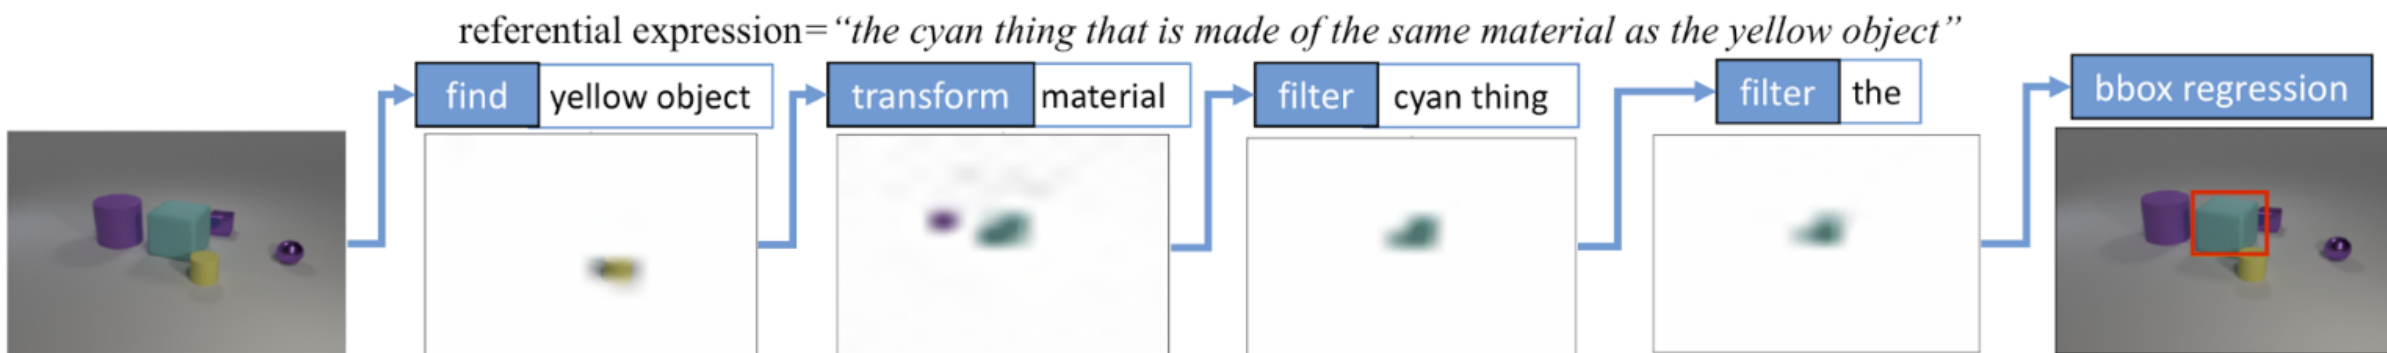 referential expression=“the cyan thing that is made of the same material as the yellow object”
find yellow object transform material filter cyan thing filter the bbox regression